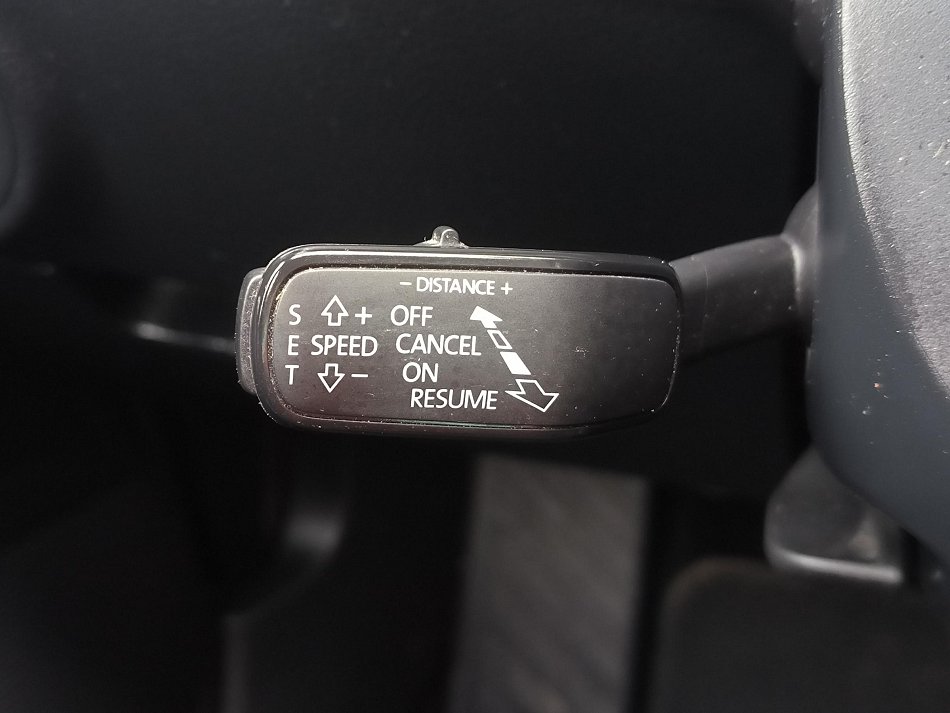 - DISTANCE +
S + OFF
E SPEED CANCEL
T - ON
RESUME